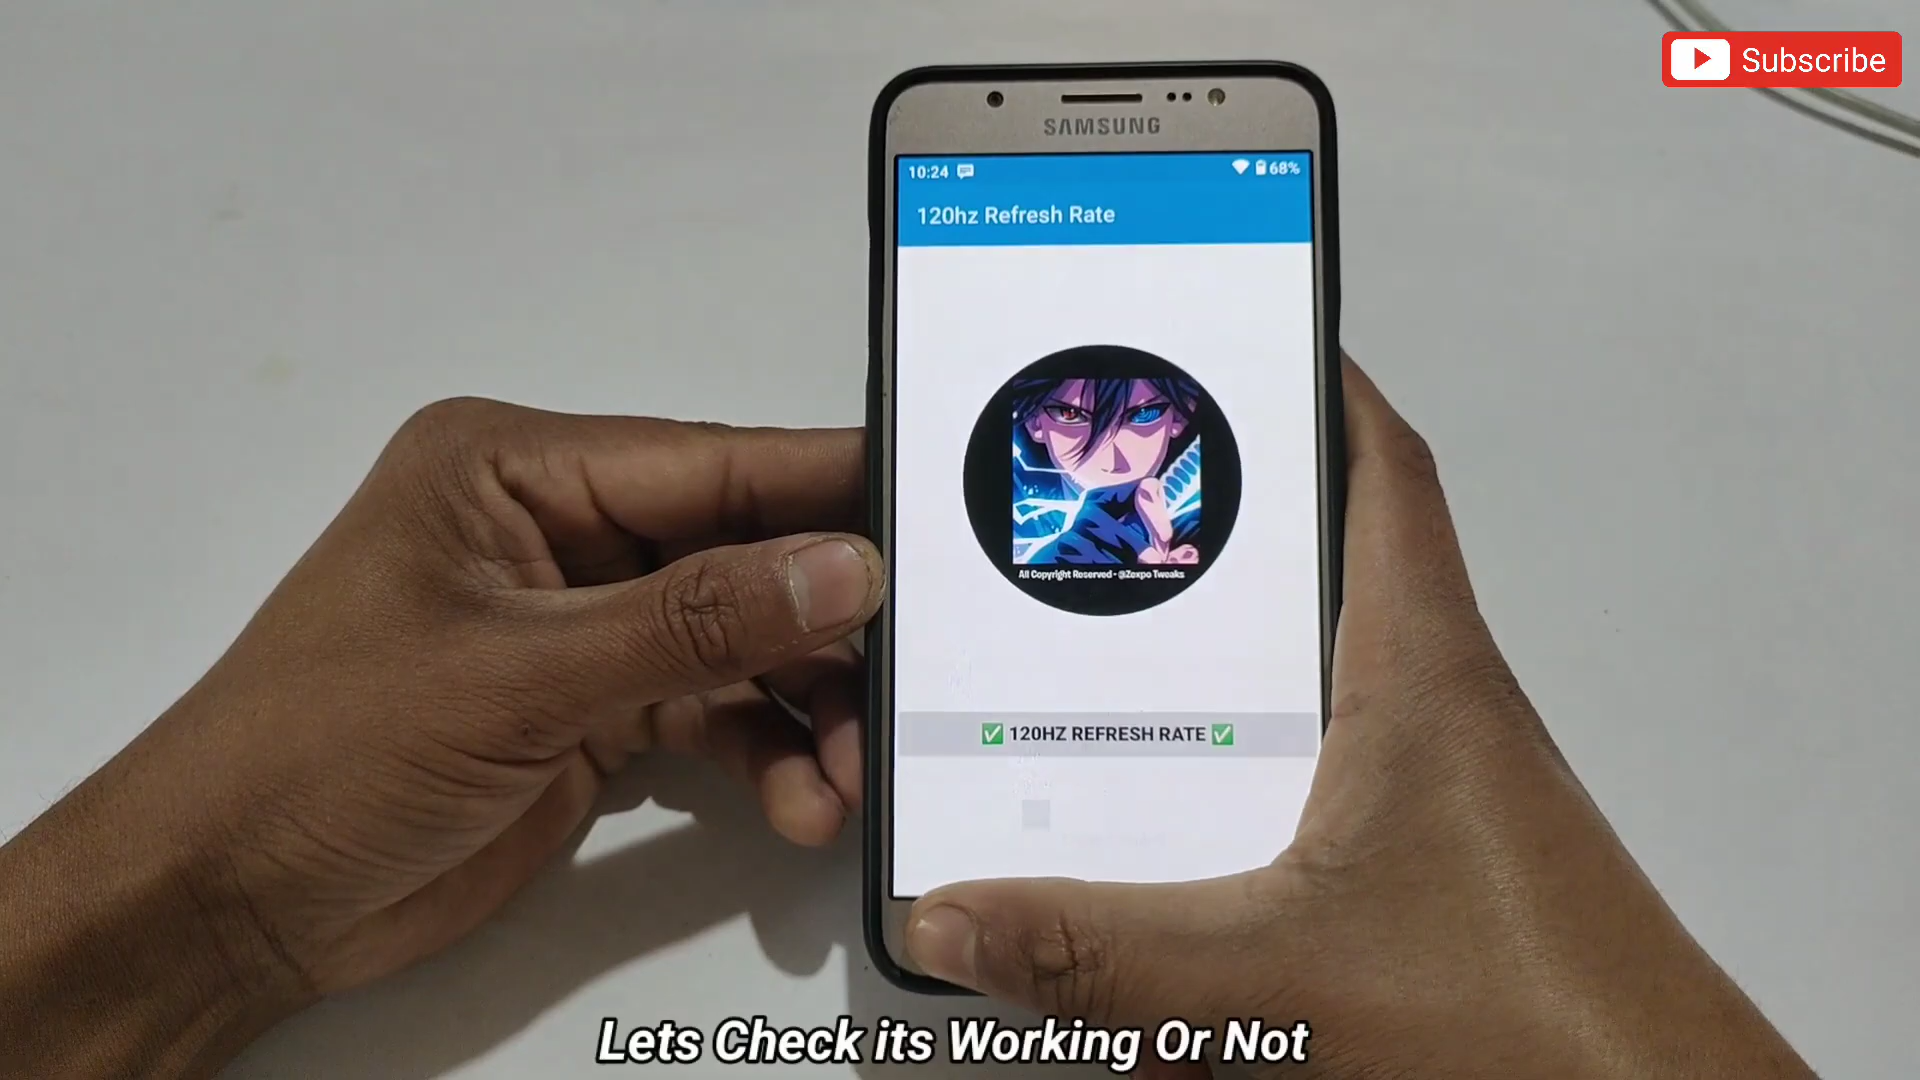 Subscribe
SAMSUNG
10:24
68%
120hz Refresh Rate
All Copyright Reserved - @Zexpo Tweaks
✅ 120HZ REFRESH RATE ✅
Lets Check its Working Or Not